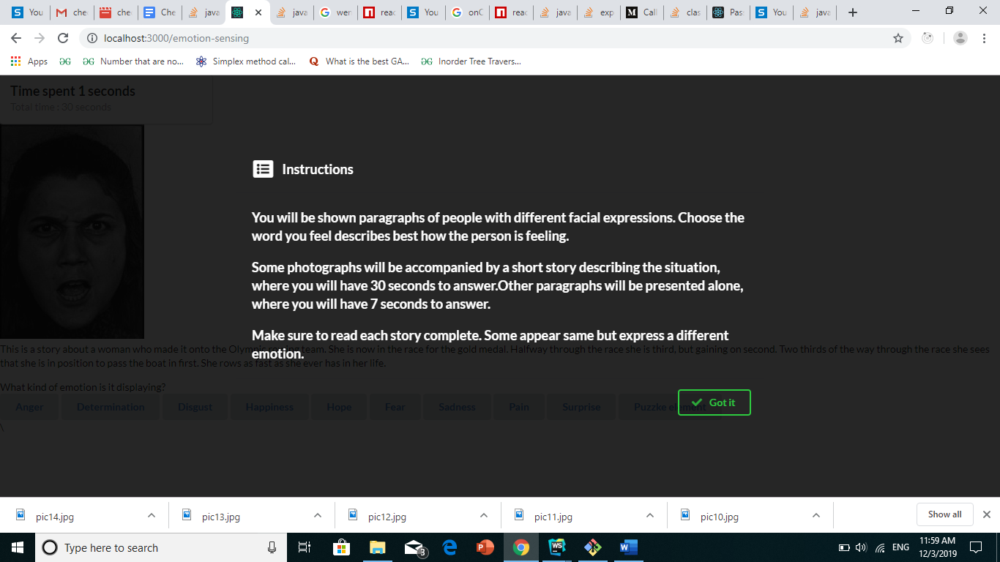 You
che
che
Che
java
java
wer
reac
You
onC
reac
java
exp
Call
clas
Pas
You
java
localhost:3000/emotion-sensing
Apps
Number that are no...
Simplex method cal...
What is the best GA...
Inorder Tree Travers...
Time spent 1 seconds
Total time : 30 seconds
Instructions
You will be shown paragraphs of people with different facial expressions. Choose the
word you feel describes best how the person is feeling.
Some photographs will be accompanied by a short story describing the situation,
where you will have 30 seconds to answer.Other paragraphs will be presented alone,
where you will have 7 seconds to answer.
Make sure to read each story complete. Some appear same but express a different
emotion.
This is a story about a woman who made it onto the Olympic rowing team. She is now in the race for the gold medal. Halfway through the race she is third, but gaining on second. Two thirds of the way through the race she sees
that she is in position to pass the boat in first. She rows as fast as she ever has in her life.
What kind of emotion is it displaying?
Anger Determination Disgust Happiness Hope Fear Sadness Pain Surprise Puzzke element
Got it
\
pic14.jpg
pic13.jpg
pic12.jpg
pic11.jpg
pic10.jpg
Show all
Type here to search
3
WS
ENG
11:59 AM
12/3/2019